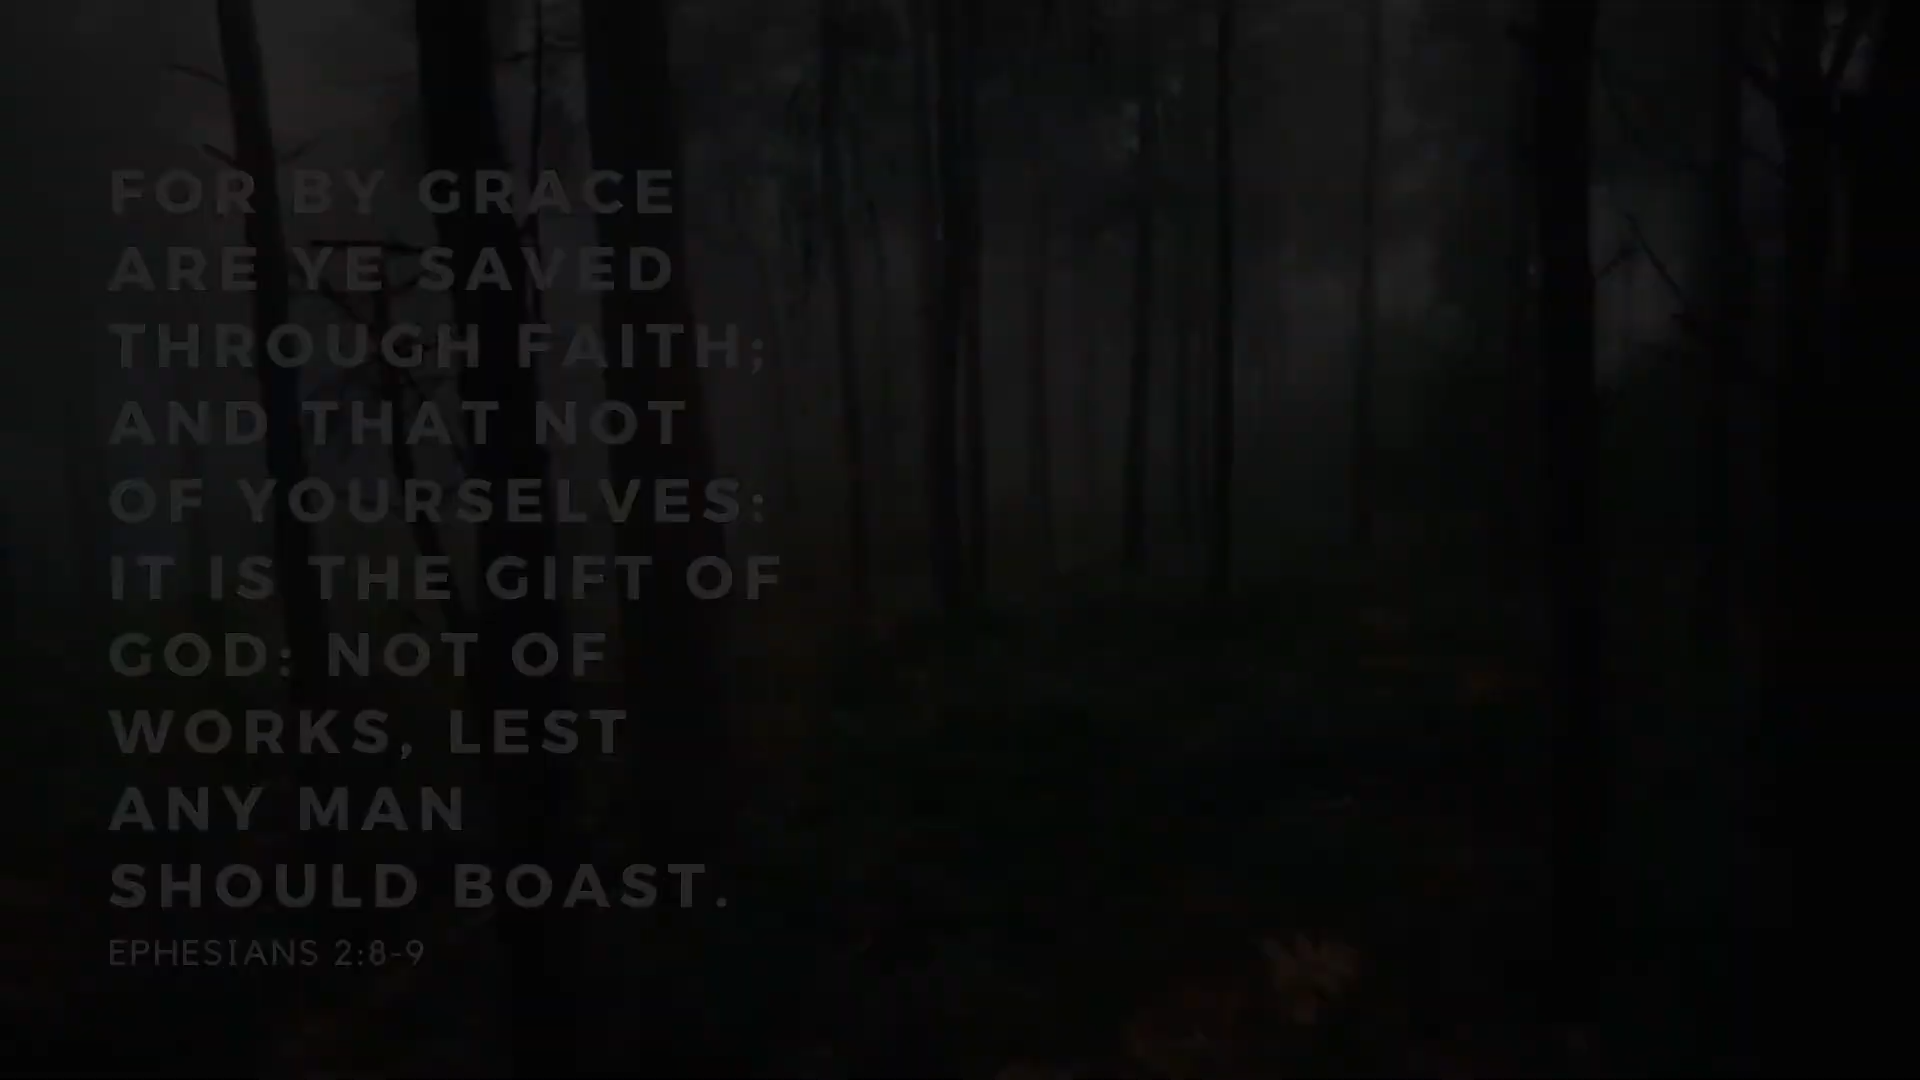 FOR BY GRACE
ARE YE SAVED
THROUGH FAITH;
AND THAT NOT
OF YOURSELVES:
IT IS THE GIFT OF
GOD: NOT OF
WORKS, LEST
ANY MAN
SHOULD BOAST.
EPHESIANS 2:8-9